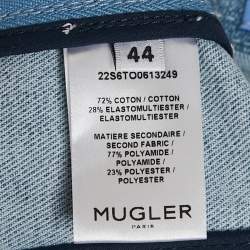 44
22S6TO0613249
72% COTON / COTTON
28% ELASTOMULTIESTER /
ELASTOMULTIESTER
MATIERE SECONDAIRE /
SECOND FABRIC /
77% POLYAMIDE /
POLYAMIDE
23% POLYESTER /
POLYESTER
MUGLER
PARIS